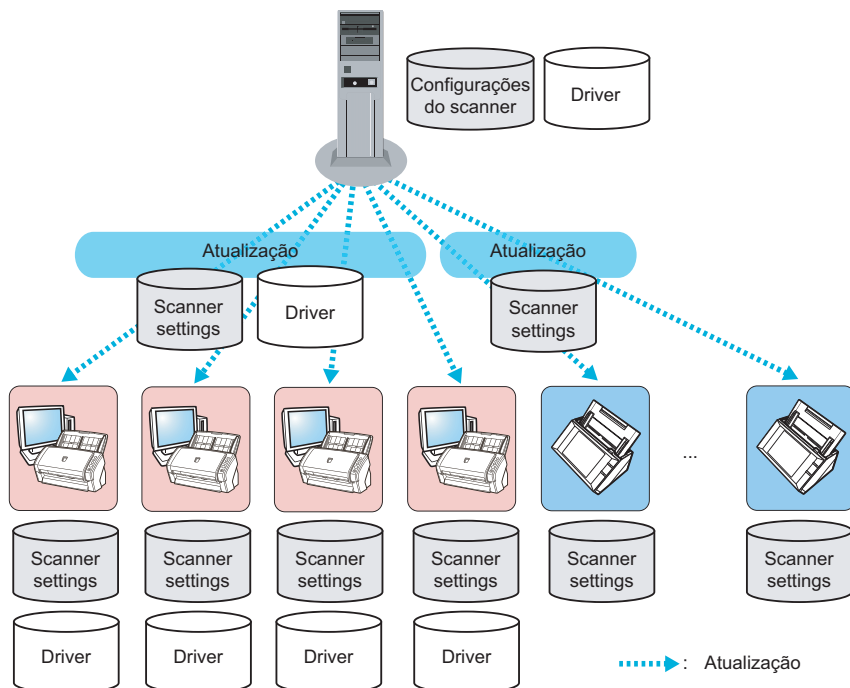 Configurações
do scanner
Driver
Atualização
Atualização
Scanner
settings
Driver
Scanner
settings
...
Scanner
settings
Scanner
settings
Scanner
settings
Scanner
settings
Scanner
settings
Scanner
settings
Driver
Driver
Driver
Driver
: Atualização